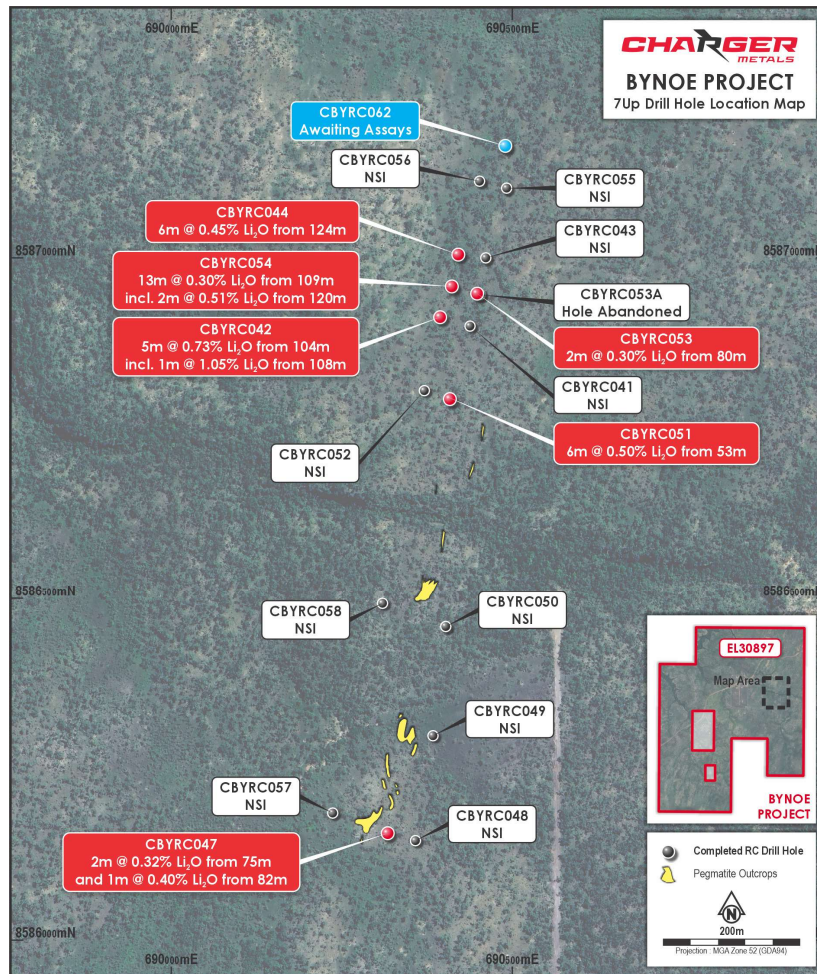 690000mE
690500mE
CHARGER
METALS
BYNOE PROJECT
7Up Drill Hole Location Map
CBYRC062
Awaiting Assays
CBYRC056
NSI
CBYRC055
NSI
CBYRC044
6m @ 0.45% Li₂O from 124m
CBYRC043
NSI
8587000mN
8587000mN
CBYRC054
13m @ 0.30% Li₂O from 109m
incl. 2m @ 0.51% Li₂O from 120m
CBYRC053A
Hole Abandoned
CBYRC042
5m @ 0.73% Li₂O from 104m
incl. 1m @ 1.05% Li₂O from 108m
CBYRC053
2m @ 0.30% Li₂O from 80m
CBYRC041
NSI
CBYRC051
6m @ 0.50% Li₂O from 53m
CBYRC052
NSI
8586500mN
8586500mN
CBYRC058
NSI
CBYRC050
NSI
EL30897
Map Area
BYNOE
PROJECT
CBYRC049
NSI
CBYRC057
NSI
CBYRC048
NSI
CBYRC047
2m @ 0.32% Li₂O from 75m
and 1m @ 0.40% Li₂O from 82m
Completed RC Drill Hole
Pegmatite Outcrops
N
200m
Projection : MGA Zone 52 (GDA94)
8586000mN
690000mE
690500mE